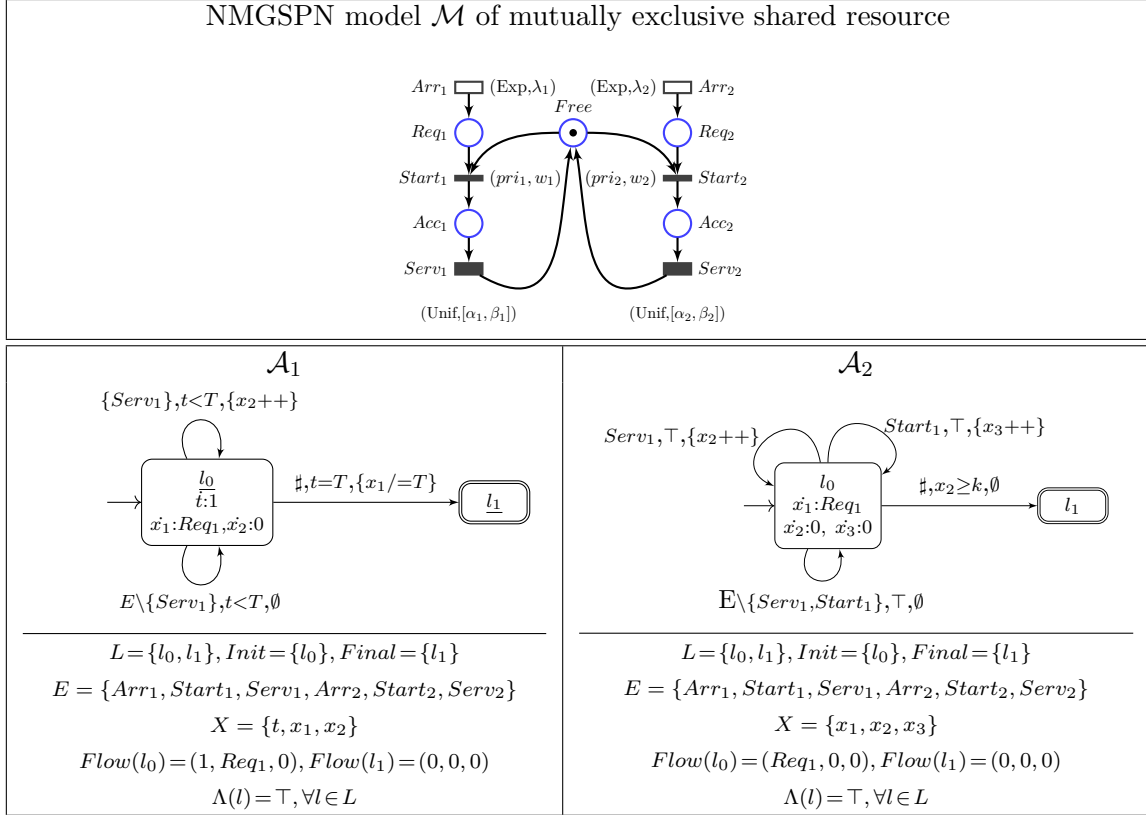 NMGSPN model 𝓜 of mutually exclusive shared resource
Arr₁ (Exp,λ₁) (Exp,λ₂) Arr₂
Free
Req₁ Req₂
Start₁ (pri₁, w₁) (pri₂, w₂) Start₂
Acc₁ Acc₂
Serv₁ Serv₂
(Unif,[α₁, β₁]) (Unif,[α₂, β₂])
𝒜₁
{Serv₁},t<T,{x₂++}
l₀
ṫ:1
ẋ₁:Req₁,ẋ₂:0
♯,t=T,{x₁/=T}
l₁
E\{Serv₁},t<T,∅
L={l₀, l₁}, Init={l₀}, Final={l₁}
E = {Arr₁, Start₁, Serv₁, Arr₂, Start₂, Serv₂}
X = {t, x₁, x₂}
Flow(l₀)=(1, Req₁, 0), Flow(l₁)=(0, 0, 0)
Λ(l)=⊤, ∀l∈L
𝒜₂
Serv₁,⊤,{x₂++}
Start₁,⊤,{x₃++}
l₀
ẋ₁:Req₁
ẋ₂:0, ẋ₃:0
♯,x₂≥k,∅
l₁
E\{Serv₁,Start₁},⊤,∅
L={l₀, l₁}, Init={l₀}, Final={l₁}
E = {Arr₁, Start₁, Serv₁, Arr₂, Start₂, Serv₂}
X = {x₁, x₂, x₃}
Flow(l₀)=(Req₁, 0, 0), Flow(l₁)=(0, 0, 0)
Λ(l)=⊤, ∀l∈L